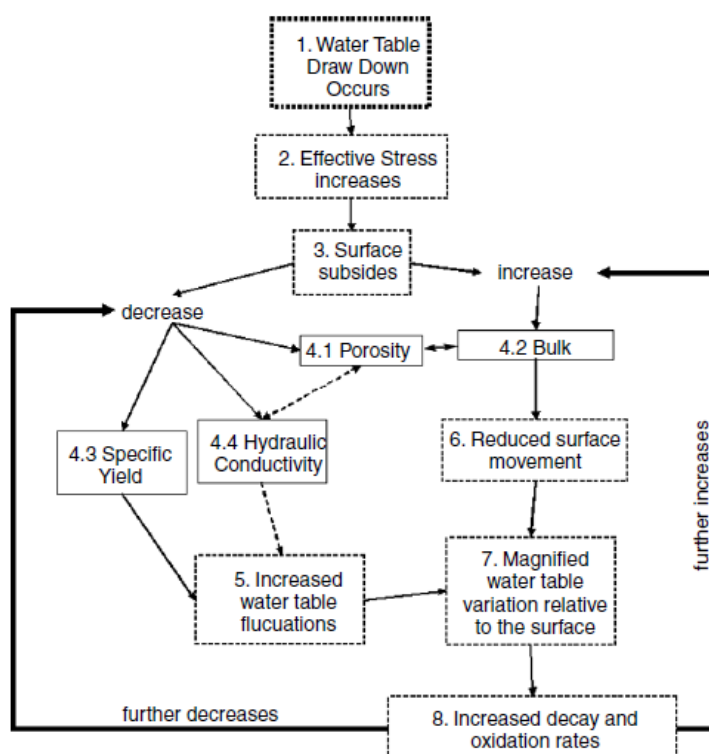 1. Water Table
Draw Down
Occurs
2. Effective Stress
increases
3. Surface
subsides
increase
decrease
4.1 Porosity
4.2 Bulk
4.3 Specific
Yield
4.4 Hydraulic
Conductivity
6. Reduced surface
movement
further increases
5. Increased
water table
flucuations
7. Magnified
water table
variation relative
to the surface
further decreases
8. Increased decay and
oxidation rates